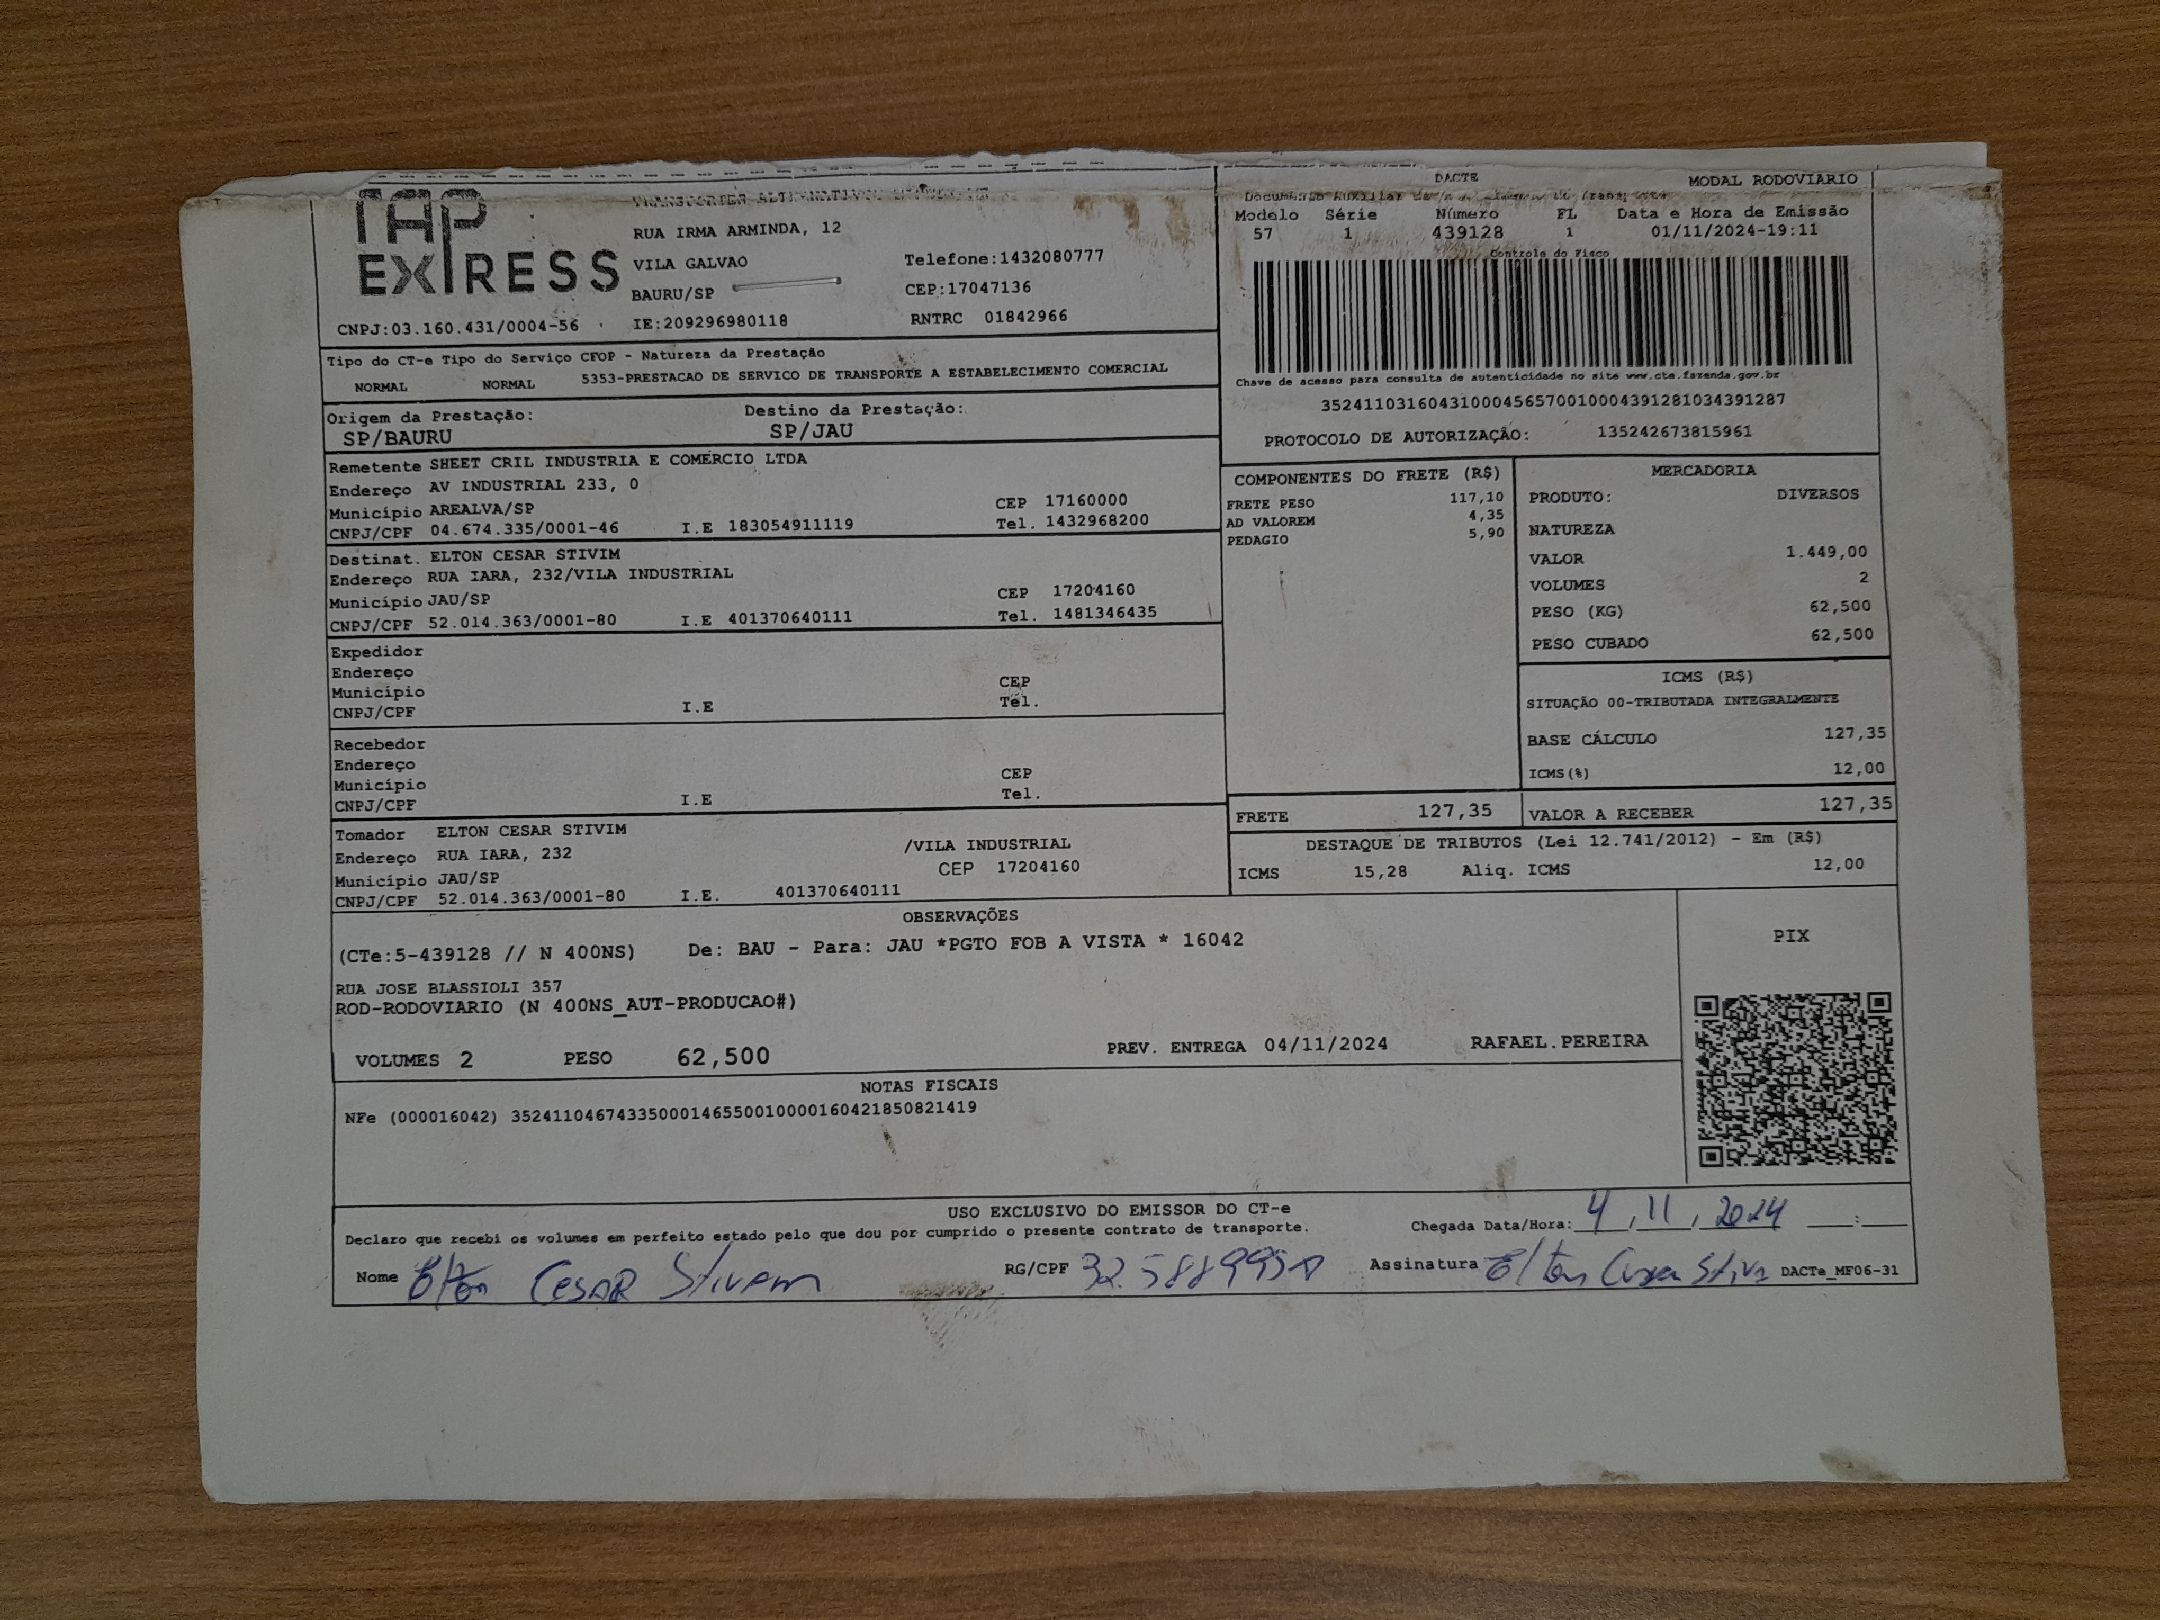 TAP
EXPRESS
RUA IRMA ARMINDA, 12
VILA GALVAO
Telefone:1432080777
BAURU/SP
CEP:17047136
CNPJ:03.160.431/0004-56
IE:209296980118
RNTRC 01842966
DACTE
MODAL RODOVIARIO
Documento Auxiliar
Modelo Série Número FL Data e Hora de Emissão
57 1 439128 1 01/11/2024-19:11
Controle do Fisco
Chave de acesso para consulta de autenticidade no site www.cte.fazenda.gov.br
35241103160431000456570010004391281034391287
PROTOCOLO DE AUTORIZAÇÃO: 135242673815961
Tipo do CT-e Tipo do Serviço CFOP - Natureza da Prestação
NORMAL NORMAL 5353-PRESTACAO DE SERVICO DE TRANSPORTE A ESTABELECIMENTO COMERCIAL
Origem da Prestação: Destino da Prestação:
SP/BAURU SP/JAU
Remetente SHEET CRIL INDUSTRIA E COMERCIO LTDA
Endereço AV INDUSTRIAL 233, 0
Município AREALVA/SP CEP 17160000
CNPJ/CPF 04.674.335/0001-46 I.E 183054911119 Tel. 1432968200
Destinat. ELTON CESAR STIVIM
Endereço RUA IARA, 232/VILA INDUSTRIAL
Município JAU/SP CEP 17204160
CNPJ/CPF 52.014.363/0001-80 I.E 401370640111 Tel. 1481346435
Expedidor
Endereço
Município CEP
CNPJ/CPF I.E Tel.
Recebedor
Endereço
Município CEP
CNPJ/CPF I.E Tel.
Tomador ELTON CESAR STIVIM
Endereço RUA IARA, 232 /VILA INDUSTRIAL
Município JAU/SP CEP 17204160
CNPJ/CPF 52.014.363/0001-80 I.E. 401370640111
COMPONENTES DO FRETE (R$)
FRETE PESO 117,10
AD VALOREM 4,35
PEDAGIO 5,90
MERCADORIA
PRODUTO: DIVERSOS
NATUREZA
VALOR 1.449,00
VOLUMES 2
PESO (KG) 62,500
PESO CUBADO 62,500
ICMS (R$)
SITUAÇÃO 00-TRIBUTADA INTEGRALMENTE
BASE CÁLCULO 127,35
ICMS(%) 12,00
FRETE 127,35 VALOR A RECEBER 127,35
DESTAQUE DE TRIBUTOS (Lei 12.741/2012) - Em (R$)
ICMS 15,28 Aliq. ICMS 12,00
OBSERVAÇÕES
(CTe:5-439128 // N 400NS) De: BAU - Para: JAU *PGTO FOB A VISTA * 16042
RUA JOSE BLASSIOLI 357
ROD-RODOVIARIO (N 400NS_AUT-PRODUCAO#)
VOLUMES 2 PESO 62,500 PREV. ENTREGA 04/11/2024 RAFAEL.PEREIRA
PIX
NOTAS FISCAIS
NFe (000016042) 35241104674335000146550010000160421850821419
USO EXCLUSIVO DO EMISSOR DO CT-e
Declaro que recebi os volumes em perfeito estado pelo que dou por cumprido o presente contrato de transporte.
Chegada Data/Hora: 4, 11, 2024 __:__
Nome Elton CESAR Stivem RG/CPF Assinatura Elton DACTe_MF06-31